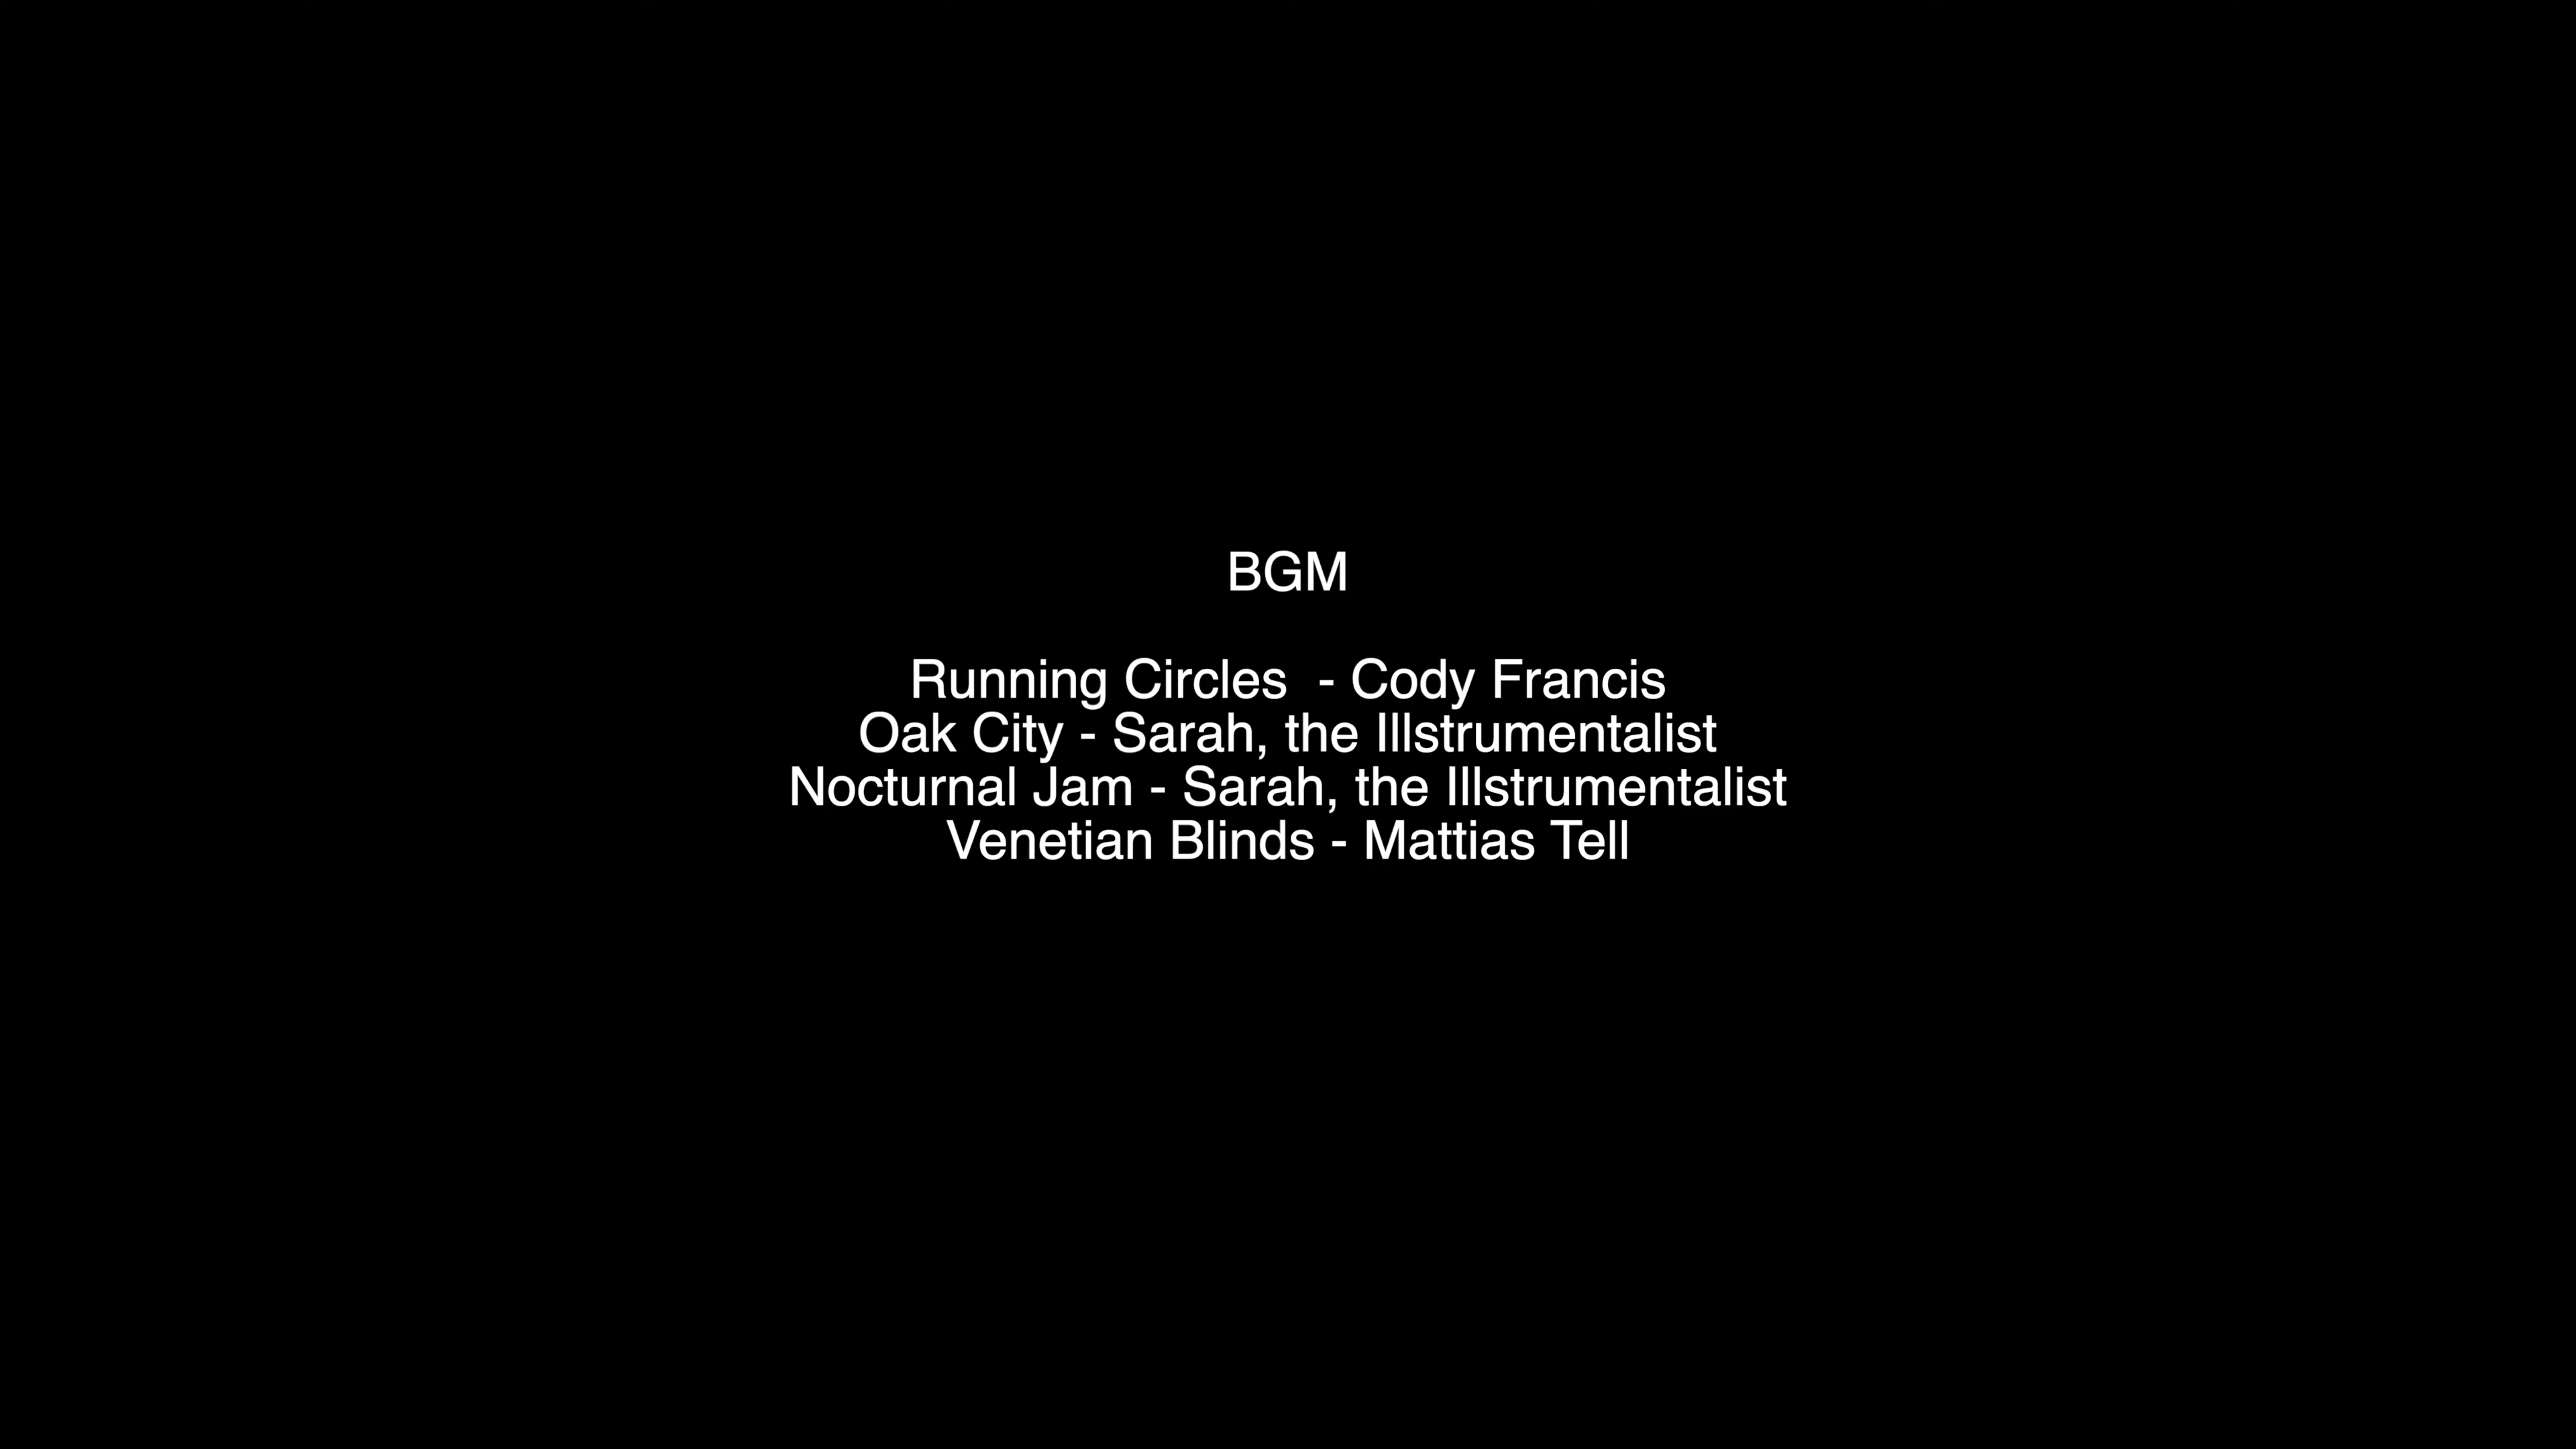 BGM
Running Circles  - Cody Francis
Oak City - Sarah, the Illstrumentalist
Nocturnal Jam - Sarah, the Illstrumentalist
Venetian Blinds - Mattias Tell